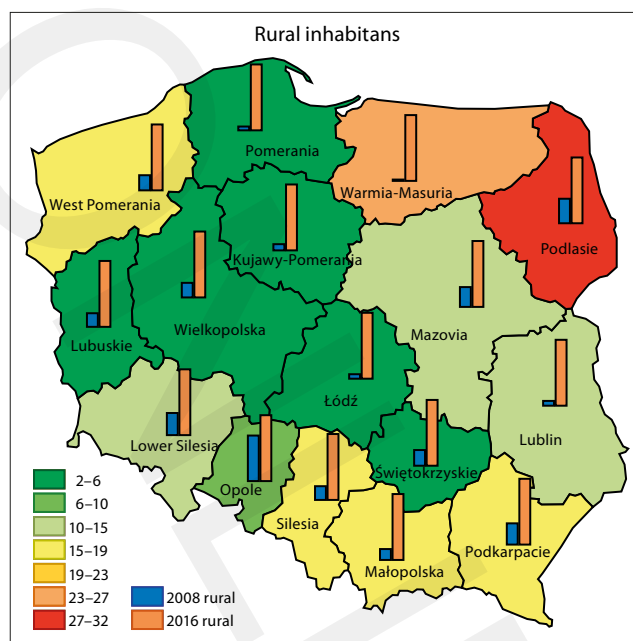 Rural inhabitans
Pomerania
West Pomerania
Warmia-Masuria
Podlasie
Kujawy-Pomerania
Wielkopolska
Mazovia
Lubuskie
Łódź
Lower Silesia
Lublin
Świętokrzyskie
Opole
Silesia
Małopolska
Podkarpacie
2–6
6–10
10–15
15–19
19–23
23–27
27–32
2008 rural
2016 rural